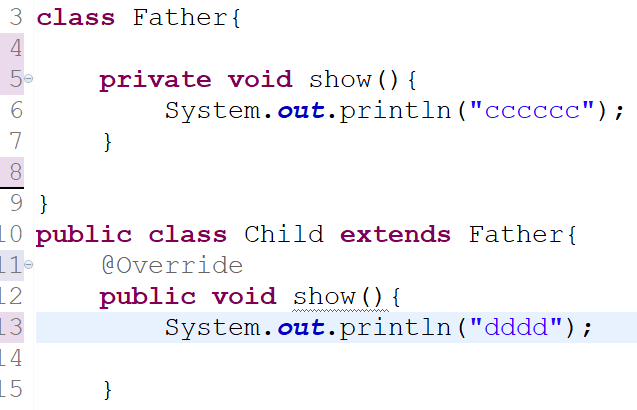 3 class Father{
4
5 private void show(){
6 System.out.println("cccccc");
7 }
8
9 }
10 public class Child extends Father{
11 @Override
12 public void show(){
13 System.out.println("dddd");
14
15 }